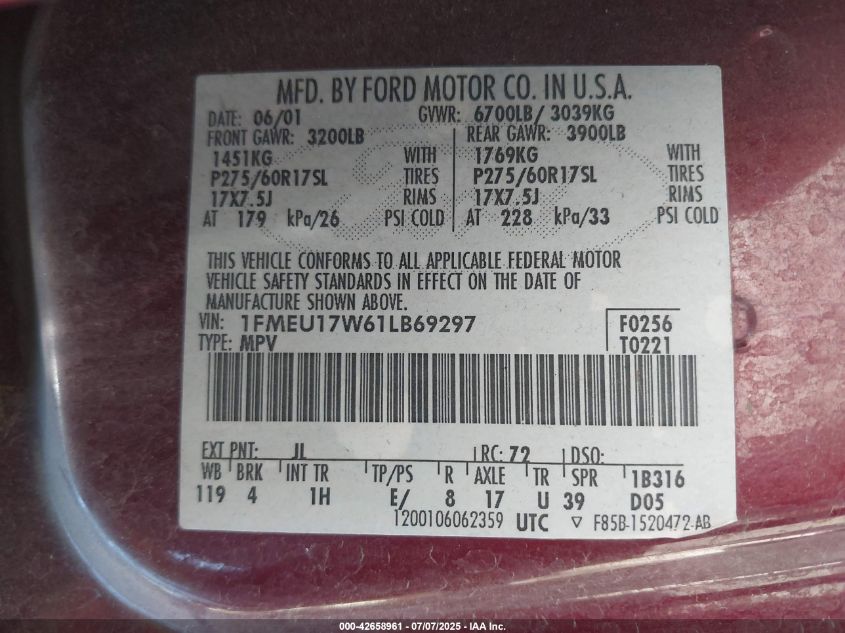 MFD. BY FORD MOTOR CO. IN U.S.A.
DATE: 06/01 GVWR: 6700LB/ 3039KG
FRONT GAWR: 3200LB REAR GAWR: 3900LB
1451KG WITH 1769KG WITH
P275/60R17SL TIRES P275/60R17SL TIRES
17X7.5J RIMS 17X7.5J RIMS
AT 179 kPa/26 PSI COLD AT 228 kPa/33 PSI COLD
THIS VEHICLE CONFORMS TO ALL APPLICABLE FEDERAL MOTOR
VEHICLE SAFETY STANDARDS IN EFFECT ON THE DATE OF
MANUFACTURE SHOWN ABOVE.
VIN: 1FMEU17W61LB69297 F0256
TYPE: MPV T0221
EXT PNT: JL RC: 72 DSO:
WB BRK INT TR TP/PS R AXLE TR SPR 1B316
119 4 1H E/ 8 17 U 39 D05
1200106062359 UTC ▽ F85B-1520472-AB
000-42658961 - 07/07/2025 - IAA Inc.